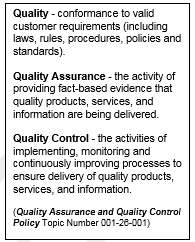 Quality - conformance to valid
customer requirements (including
laws, rules, procedures, policies and
standards).
Quality Assurance - the activity of
providing fact-based evidence that
quality products, services, and
information are being delivered.
Quality Control - the activities of
implementing, monitoring and
continuously improving processes to
ensure delivery of quality products,
services, and information.
(Quality Assurance and Quality Control
Policy Topic Number 001-26-001)